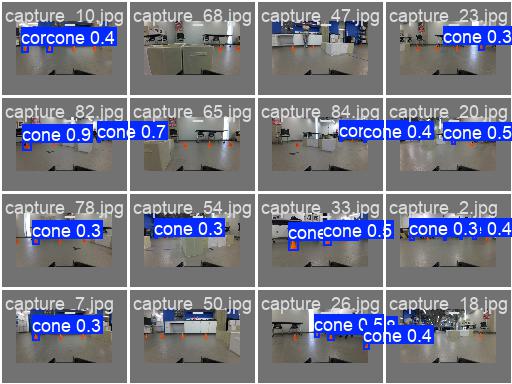 capture_10.jpg
capture_68.jpg
capture_47.jpg
capture_23.jpg
cone 0.4
cone 0.3
capture_82.jpg
capture_65.jpg
capture_84.jpg
capture_20.jpg
cone 0.9
cone 0.7
cone 0.4
cone 0.5
capture_78.jpg
capture_54.jpg
capture_33.jpg
capture_2.jpg
cone 0.3
cone 0.3
cone 0.5
cone 0.3
0.4
capture_7.jpg
capture_50.jpg
capture_26.jpg
capture_18.jpg
cone 0.3
cone 0.5
cone 0.4